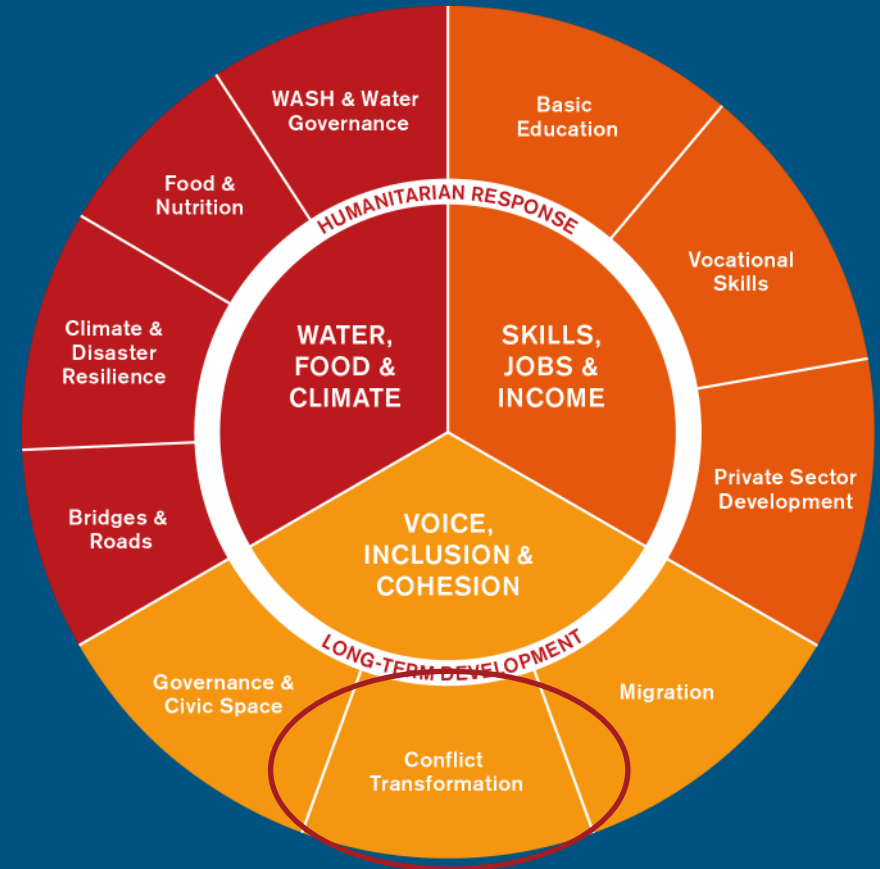 WASH & Water
Governance
Basic
Education
Food &
Nutrition
HUMANITARIAN RESPONSE
Vocational
Skills
Climate &
Disaster
Resilience
WATER,
FOOD &
CLIMATE
SKILLS,
JOBS &
INCOME
Private Sector
Development
Bridges &
Roads
VOICE,
INCLUSION &
COHESION
LONG-TERM DEVELOPMENT
Governance &
Civic Space
Migration
Conflict
Transformation